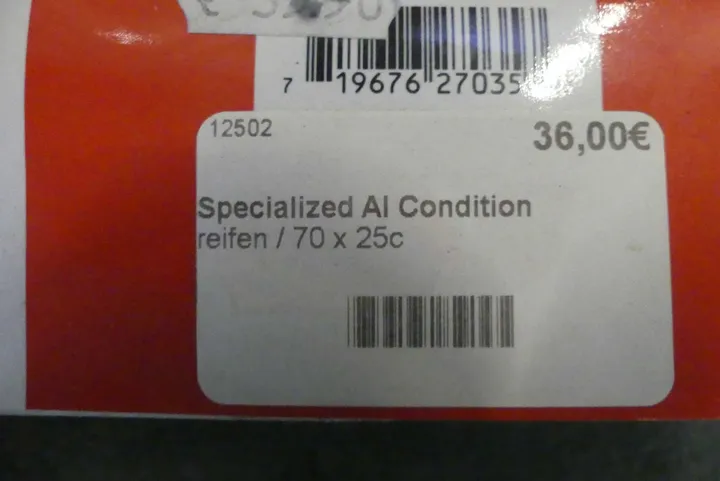 7 19676 27035
12502
36,00€
Specialized Al Condition
reifen / 70 x 25c